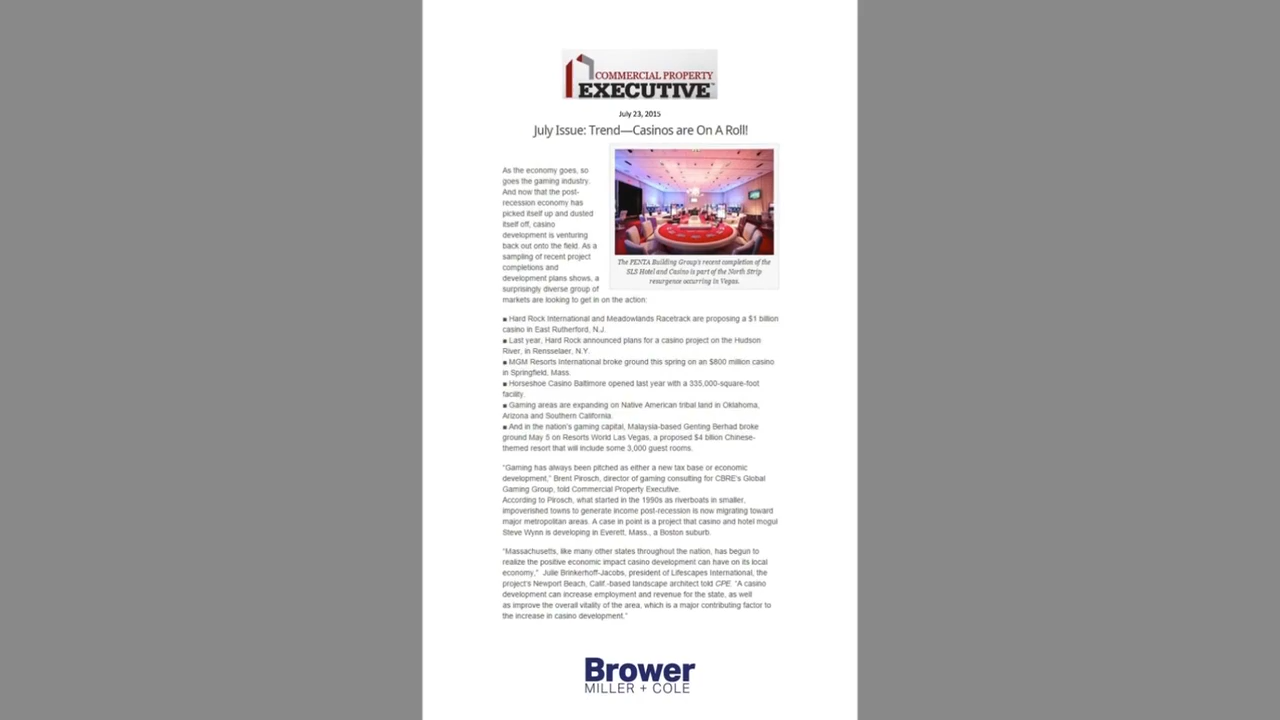 COMMERCIAL PROPERTY
EXECUTIVE
July 23, 2015
July Issue: Trend—Casinos are On A Roll!
As the economy goes, so
goes the gaming industry.
And now that the post-
recession economy has
picked itself up and dusted
itself off, casino
development is venturing
back out onto the field. As a
sampling of recent project
completions and
development plans shows, a
surprisingly diverse group of
markets are looking to get in on the action:
The PENTA Building Group's recent completion of the
SLS Hotel and Casino is part of the North Strip
resurgence occurring in Vegas.
■ Hard Rock International and Meadowlands Racetrack are proposing a $1 billion
casino in East Rutherford, N.J.
■ Last year, Hard Rock announced plans for a casino project on the Hudson
River, in Rensselaer, N.Y.
■ MGM Resorts International broke ground this spring on an $800 million casino
in Springfield, Mass.
■ Horseshoe Casino Baltimore opened last year with a 335,000-square-foot
facility.
■ Gaming areas are expanding on Native American tribal land in Oklahoma,
Arizona and Southern California.
■ And in the nation's gaming capital, Malaysia-based Genting Berhad broke
ground May 5 on Resorts World Las Vegas, a proposed $4 billion Chinese-
themed resort that will include some 3,000 guest rooms.
"Gaming has always been pitched as either a new tax base or economic
development," Brent Pirosch, director of gaming consulting for CBRE's Global
Gaming Group, told Commercial Property Executive.
According to Pirosch, what started in the 1990s as riverboats in smaller,
impoverished towns to generate income post-recession is now migrating toward
major metropolitan areas. A case in point is a project that casino and hotel mogul
Steve Wynn is developing in Everett, Mass., a Boston suburb.
"Massachusetts, like many other states throughout the nation, has begun to
realize the positive economic impact casino development can have on its local
economy," Julie Brinkerhoff-Jacobs, president of Lifescapes International, the
project's Newport Beach, Calif.-based landscape architect told CPE. "A casino
development can increase employment and revenue for the state, as well
as improve the overall vitality of the area, which is a major contributing factor to
the increase in casino development."
Brower
MILLER + COLE